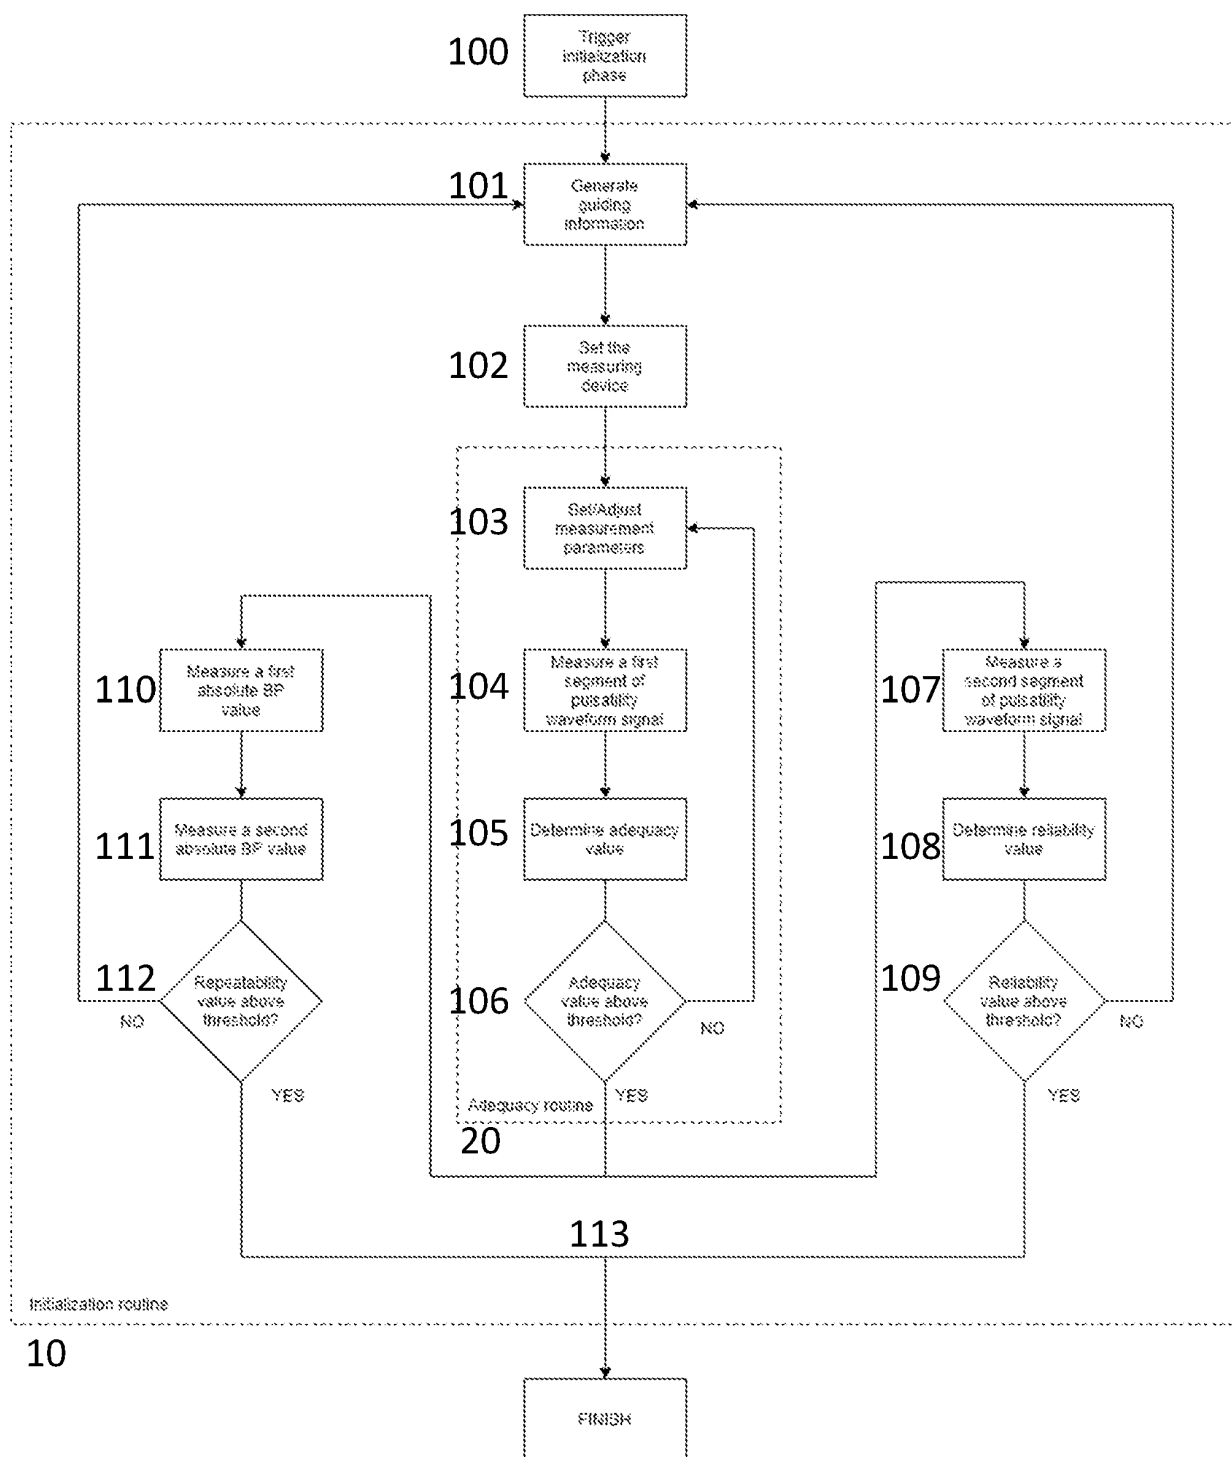 100
Trigger
initialization
phase
101
Generate
guiding
information
102
Set the
measuring
device
103
Set/Adjust
measurement
parameters
110
Measure a first
absolute BP
value
104
Measure a first
segment of
pulsatility
waveform signal
107
Measure a
second segment
of pulsatility
waveform signal
111
Measure a second
absolute BP value
105
Determine adequacy
value
108
Determine reliability
value
112
Repeatability
value above
threshold?
NO
YES
106
Adequacy
value above
threshold?
NO
YES
109
Reliability
value above
threshold?
NO
YES
Adequacy routine
20
113
Initialization routine
10
FINISH